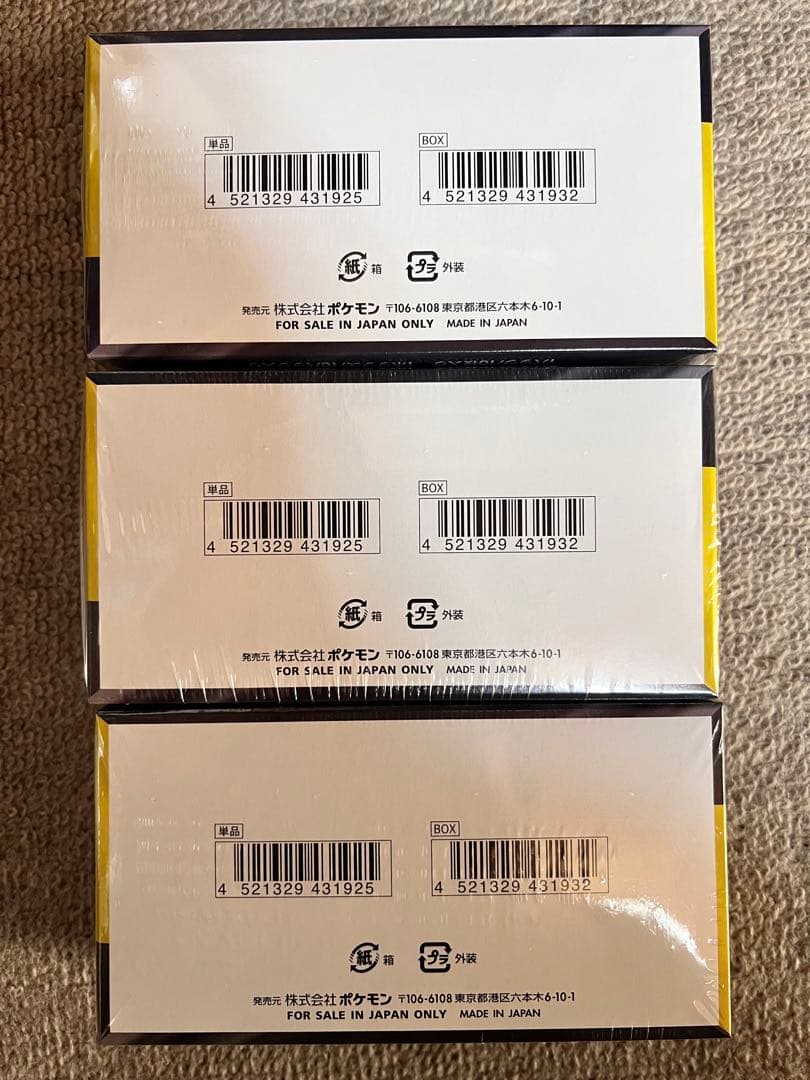 単品
BOX
4 521329 431925
4 521329 431932
紙 箱
プラ 外装
発売元 株式会社ポケモン 〒106-6108 東京都港区六本木6-10-1
FOR SALE IN JAPAN ONLY MADE IN JAPAN
単品
BOX
4 521329 431925
4 521329 431932
紙 箱
プラ 外装
発売元 株式会社ポケモン 〒106-6108 東京都港区六本木6-10-1
FOR SALE IN JAPAN ONLY MADE IN JAPAN
単品
BOX
4 521329 431925
4 521329 431932
紙 箱
プラ 外装
発売元 株式会社ポケモン 〒106-6108 東京都港区六本木6-10-1
FOR SALE IN JAPAN ONLY MADE IN JAPAN